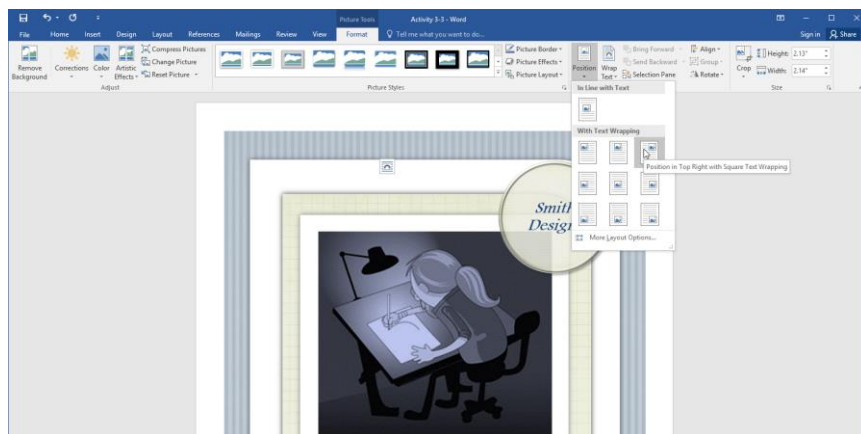 Picture Tools Activity 3-3 - Word
File Home Insert Design Layout References Mailings Review View Format Tell me what you want to do... Sign in Share
Remove Background
Corrections
Color
Artistic Effects
Compress Pictures
Change Picture
Reset Picture
Adjust
Picture Styles
Picture Border
Picture Effects
Picture Layout
Position
Wrap Text
Bring Forward
Send Backward
Selection Pane
Align
Group
Rotate
Crop
Height: 2.13"
Width: 2.14"
Size
In Line with Text
With Text Wrapping
Position in Top Right with Square Text Wrapping
More Layout Options...
Smith
Desig